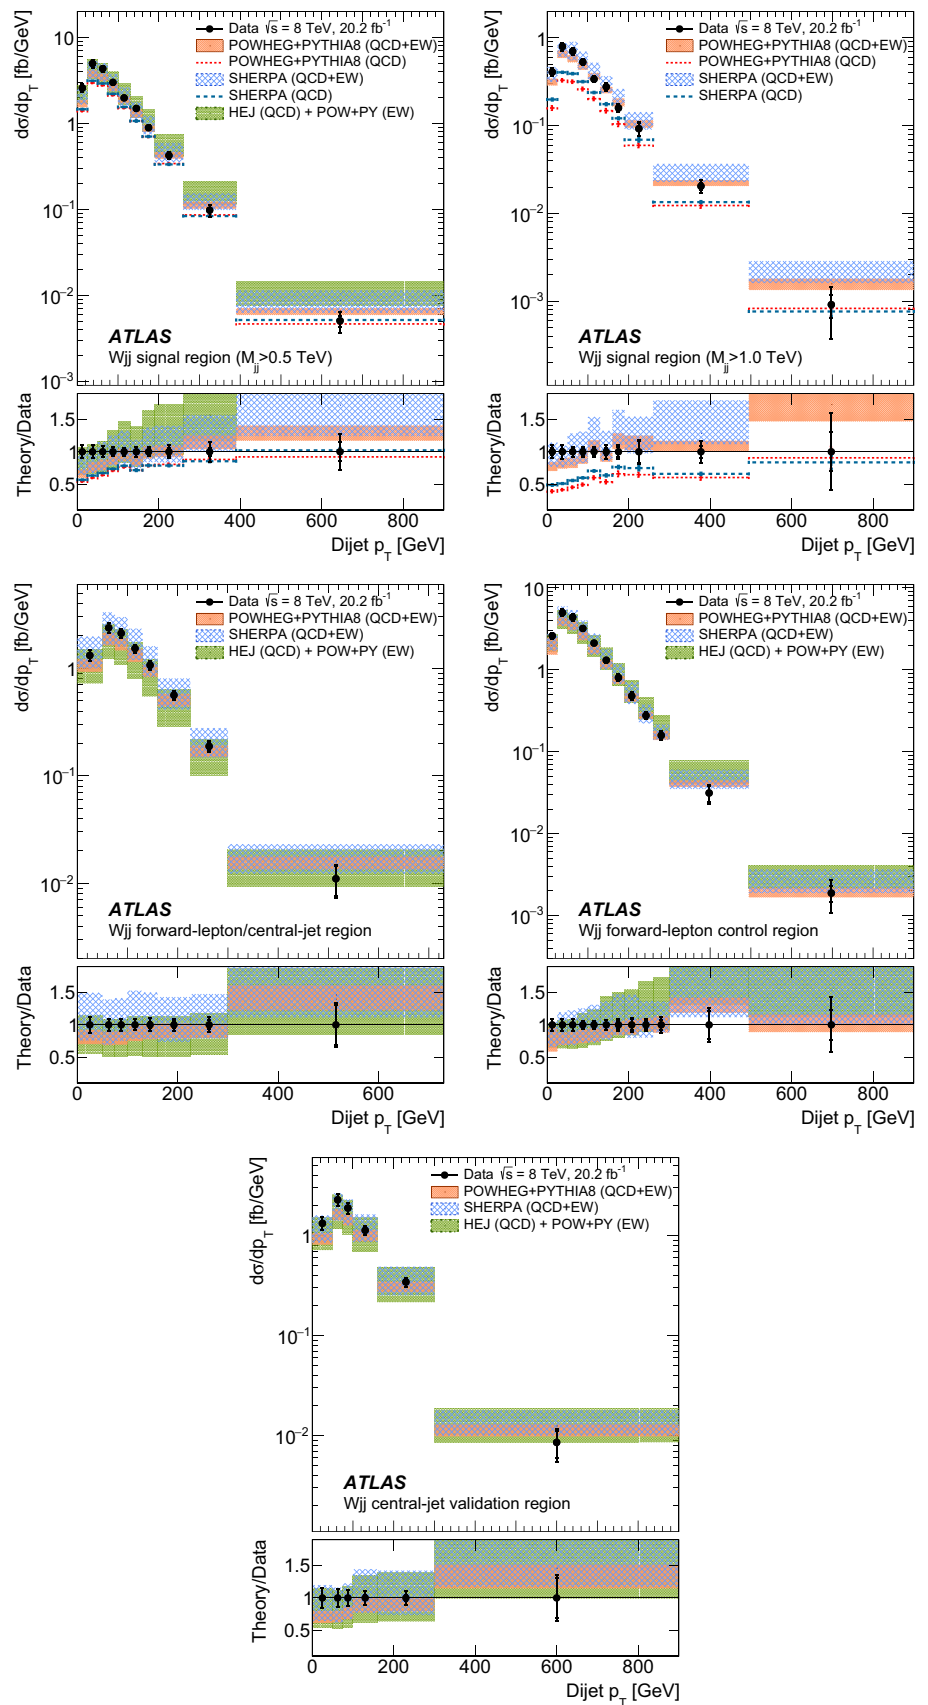 dσ/dp_T [fb/GeV]
10
1
10⁻¹
10⁻²
10⁻³
Data √s = 8 TeV, 20.2 fb⁻¹
POWHEG+PYTHIA8 (QCD+EW)
POWHEG+PYTHIA8 (QCD)
SHERPA (QCD+EW)
SHERPA (QCD)
HEJ (QCD) + POW+PY (EW)
ATLAS
Wjj signal region (M_jj>0.5 TeV)
Theory/Data
1.5
1
0.5
0 200 400 600 800
Dijet p_T [GeV]
dσ/dp_T [fb/GeV]
1
10⁻¹
10⁻²
10⁻³
Data √s = 8 TeV, 20.2 fb⁻¹
POWHEG+PYTHIA8 (QCD+EW)
POWHEG+PYTHIA8 (QCD)
SHERPA (QCD+EW)
SHERPA (QCD)
ATLAS
Wjj signal region (M_jj>1.0 TeV)
Theory/Data
1.5
1
0.5
0 200 400 600 800
Dijet p_T [GeV]
dσ/dp_T [fb/GeV]
1
10⁻¹
10⁻²
Data √s = 8 TeV, 20.2 fb⁻¹
POWHEG+PYTHIA8 (QCD+EW)
SHERPA (QCD+EW)
HEJ (QCD) + POW+PY (EW)
ATLAS
Wjj forward-lepton/central-jet region
Theory/Data
1.5
1
0.5
0 200 400 600
Dijet p_T [GeV]
dσ/dp_T [fb/GeV]
10
1
10⁻¹
10⁻²
10⁻³
Data √s = 8 TeV, 20.2 fb⁻¹
POWHEG+PYTHIA8 (QCD+EW)
SHERPA (QCD+EW)
HEJ (QCD) + POW+PY (EW)
ATLAS
Wjj forward-lepton control region
Theory/Data
1.5
1
0.5
0 200 400 600 800
Dijet p_T [GeV]
dσ/dp_T [fb/GeV]
1
10⁻¹
10⁻²
Data √s = 8 TeV, 20.2 fb⁻¹
POWHEG+PYTHIA8 (QCD+EW)
SHERPA (QCD+EW)
HEJ (QCD) + POW+PY (EW)
ATLAS
Wjj central-jet validation region
Theory/Data
1.5
1
0.5
0 200 400 600 800
Dijet p_T [GeV]